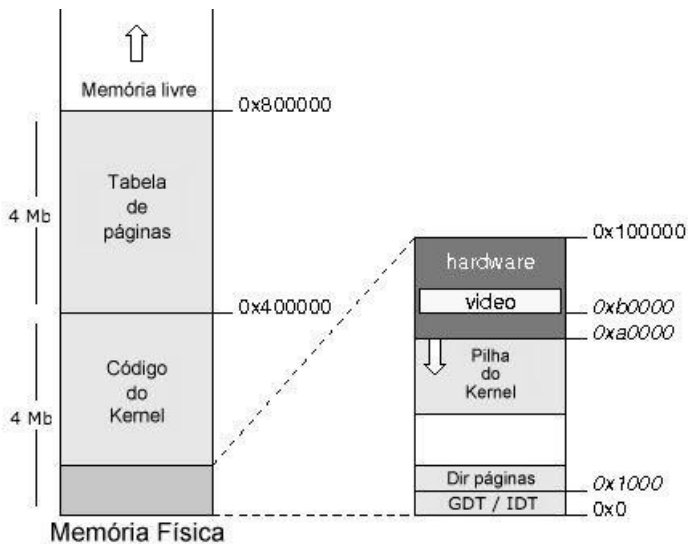 Memória livre
0x800000
Tabela
de
páginas
4 Mb
0x400000
Código
do
Kernel
4 Mb
Memória Física
0x100000
hardware
video
0xb0000
0xa0000
Pilha
do
Kernel
Dir páginas
0x1000
GDT / IDT
0x0